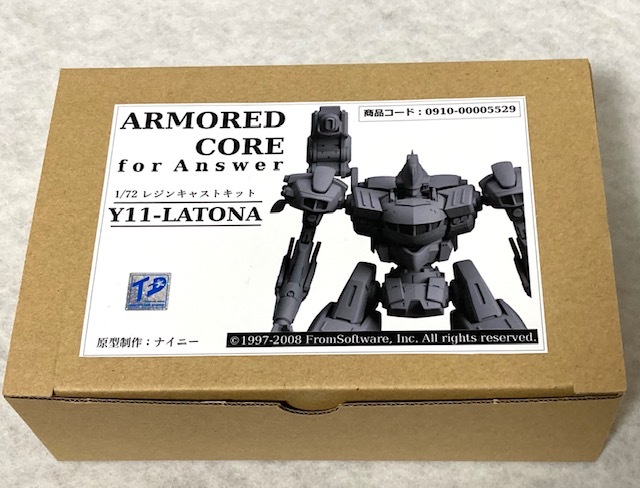 ARMORED
CORE
for Answer
1/72 レジンキャストキット
Y11-LATONA
商品コード：0910-00005529
原型制作：ナイニー
©1997-2008 FromSoftware, Inc. All rights reserved.